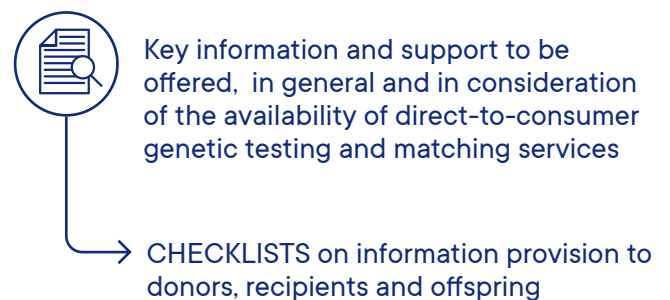 Key information and support to be
offered, in general and in consideration
of the availability of direct-to-consumer
genetic testing and matching services
CHECKLISTS on information provision to
donors, recipients and offspring